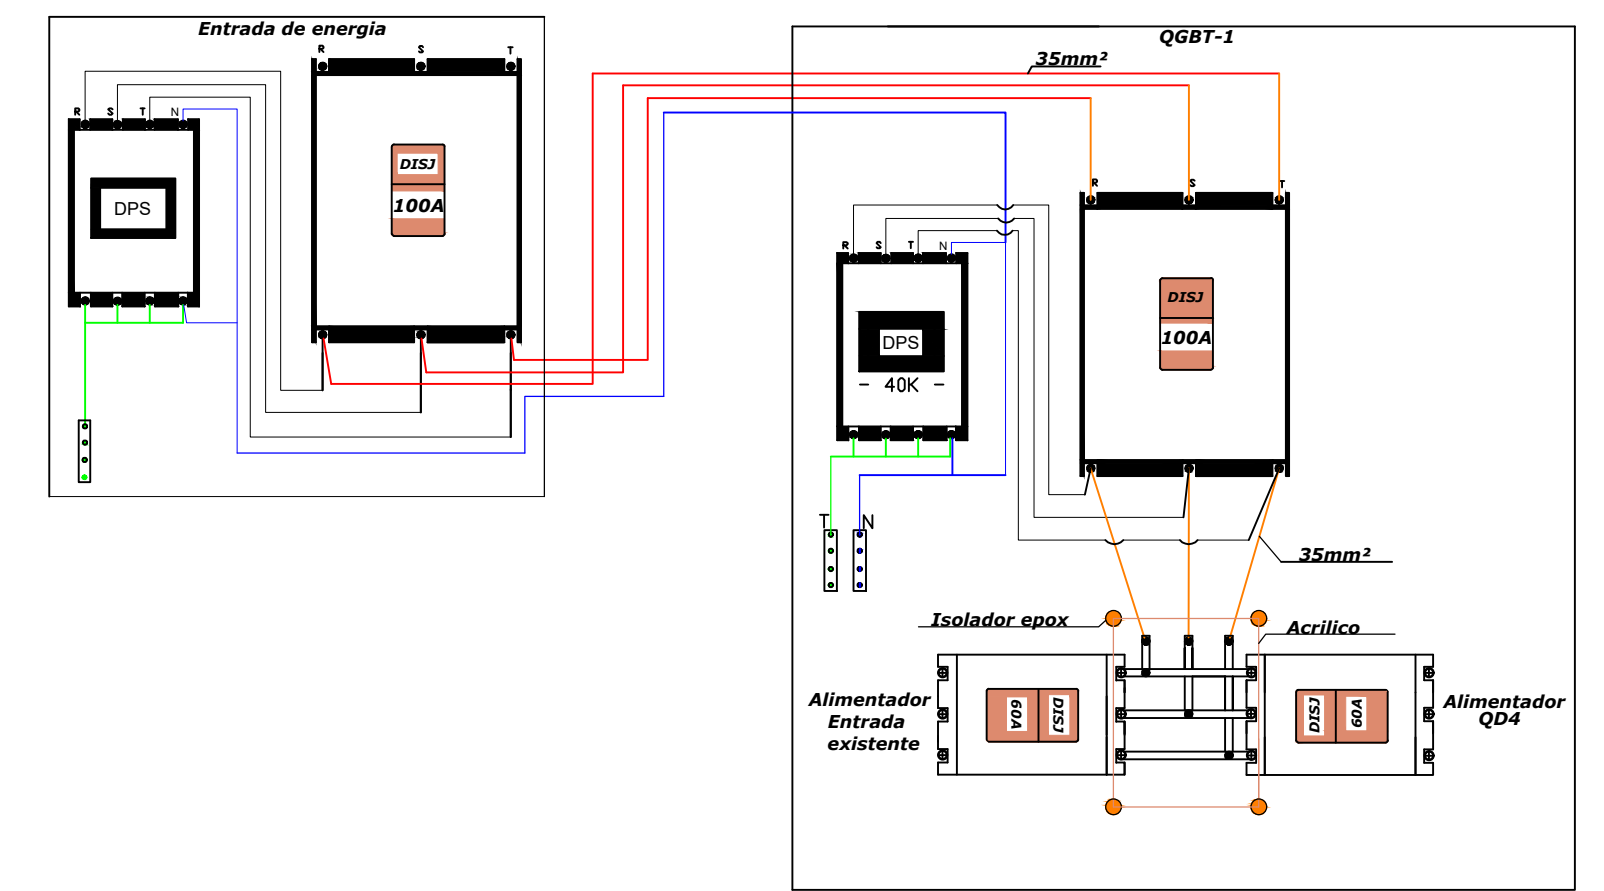 Entrada de energia
R S T
R S T N
DPS
DISJ
100A
QGBT-1
35mm²
R S T
R S T N
DPS
- 40K -
DISJ
100A
T N
35mm²
Isolador epox
Acrilico
Alimentador
Entrada
existente
60A
DISJ
DISJ
60A
Alimentador
QD4